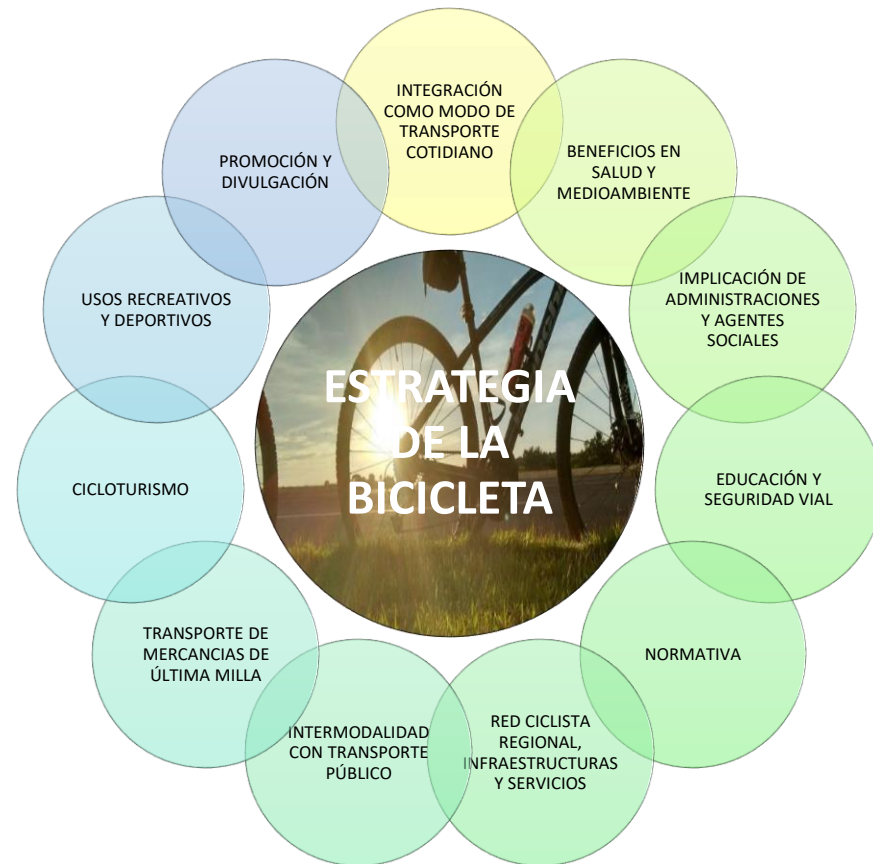 INTEGRACIÓN
COMO MODO DE
TRANSPORTE
COTIDIANO
BENEFICIOS EN
SALUD Y
MEDIOAMBIENTE
IMPLICACIÓN DE
ADMINISTRACIONES
Y AGENTES
SOCIALES
EDUCACIÓN Y
SEGURIDAD VIAL
NORMATIVA
RED CICLISTA
REGIONAL,
INFRAESTRUCTURAS
Y SERVICIOS
INTERMODALIDAD
CON TRANSPORTE
PÚBLICO
TRANSPORTE DE
MERCANCIAS DE
ÚLTIMA MILLA
CICLOTURISMO
USOS RECREATIVOS
Y DEPORTIVOS
PROMOCIÓN Y
DIVULGACIÓN
ESTRATEGIA
DE LA
BICICLETA